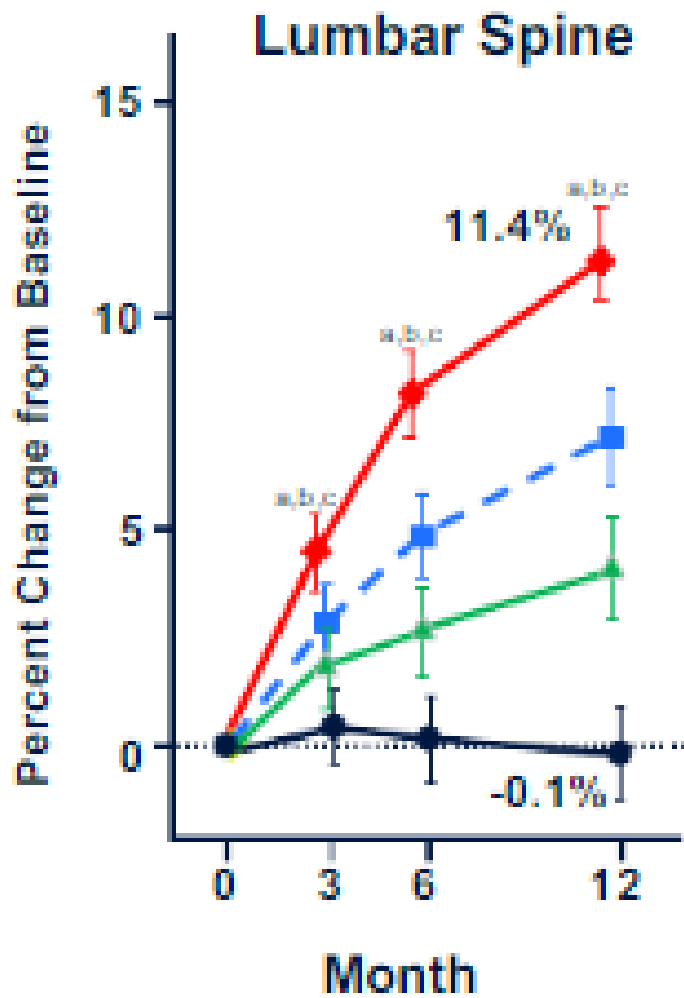 Lumbar Spine
Percent Change from Baseline
15
10
5
0
a,b,c
11.4%
a,b,c
a,b,c
-0.1%
0 3 6 12
Month